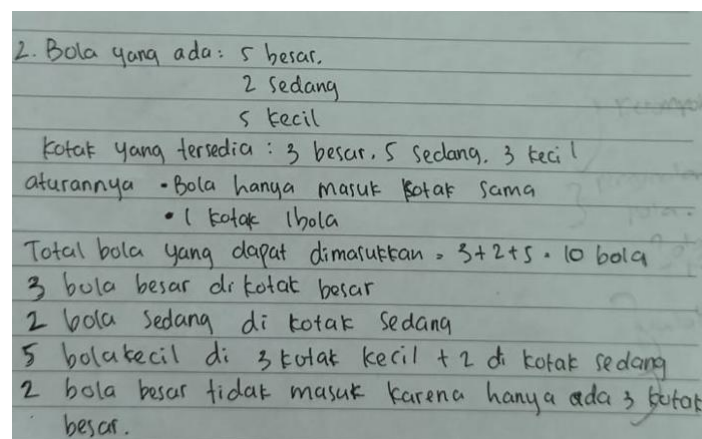 2. Bola yang ada: 5 besar.
2 sedang
5 kecil
Kotak yang tersedia : 3 besar. 5 sedang. 3 kecil
aturannya • Bola hanya masuk kotak sama
• 1 kotak 1 bola
Total bola yang dapat dimasukkan = 3+2+5 = 10 bola
3 bola besar di kotak besar
2 bola sedang di kotak sedang
5 bola kecil di 3 kotak kecil + 2 di kotak sedang
2 bola besar tidak masuk karena hanya ada 3 kotak
besar.